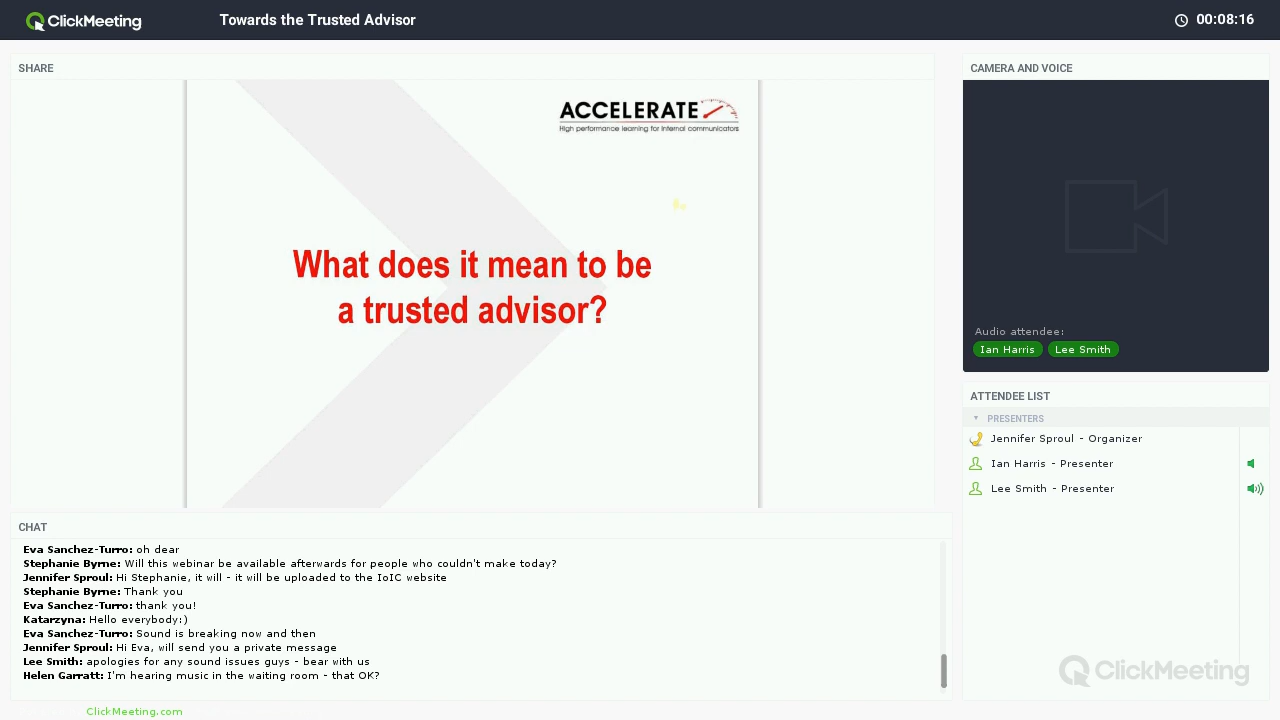 ClickMeeting
Towards the Trusted Advisor
00:08:16
SHARE
ACCELERATE
High performance learning for internal communicators
What does it mean to be
a trusted advisor?
CAMERA AND VOICE
Audio attendee:
Ian Harris Lee Smith
ATTENDEE LIST
PRESENTERS
Jennifer Sproul - Organizer
Ian Harris - Presenter
Lee Smith - Presenter
CHAT
Eva Sanchez-Turro: oh dear
Stephanie Byrne: Will this webinar be available afterwards for people who couldn't make today?
Jennifer Sproul: Hi Stephanie, it will - it will be uploaded to the IoIC website
Stephanie Byrne: Thank you
Eva Sanchez-Turro: thank you!
Katarzyna: Hello everybody:)
Eva Sanchez-Turro: Sound is breaking now and then
Jennifer Sproul: Hi Eva, will send you a private message
Lee Smith: apologies for any sound issues guys - bear with us
Helen Garratt: I'm hearing music in the waiting room - that OK?
ClickMeeting
ClickMeeting.com